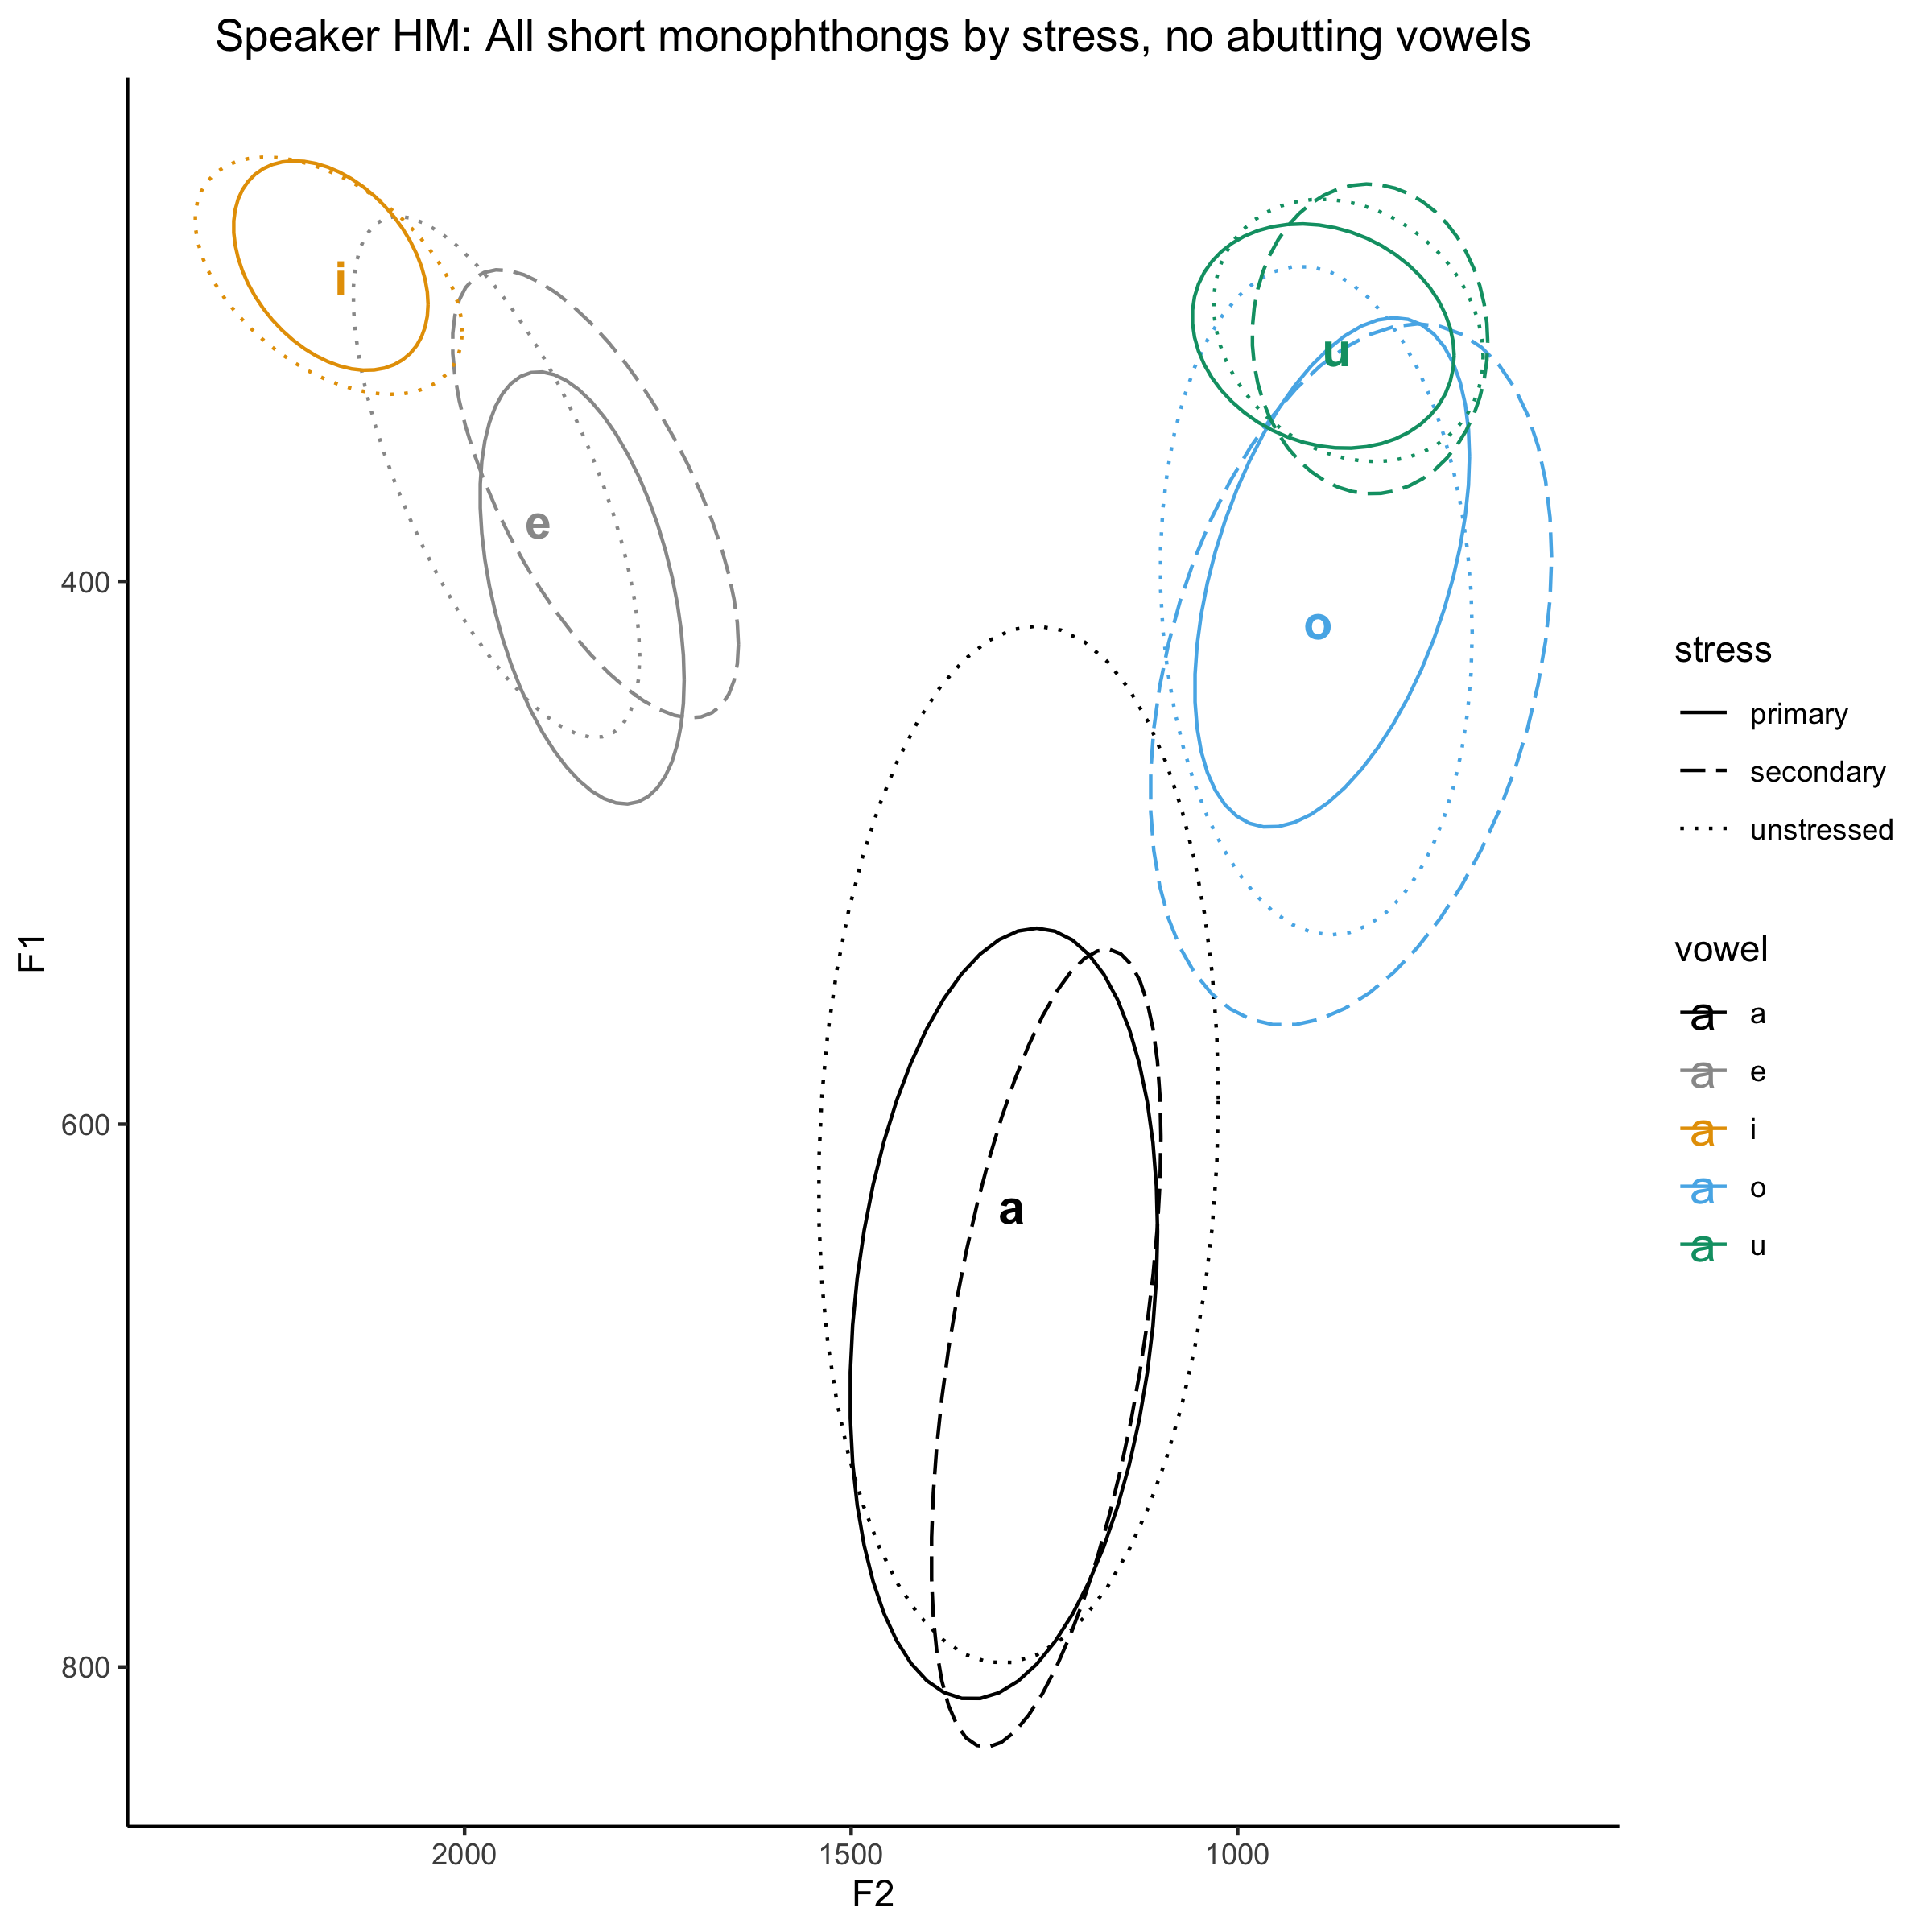 Speaker HM: All short monophthongs by stress, no abutting vowels
i
u
e
o
a
400
600
800
F1
2000 1500 1000
F2
stress
primary
secondary
unstressed
vowel
a a
a e
a i
a o
a u